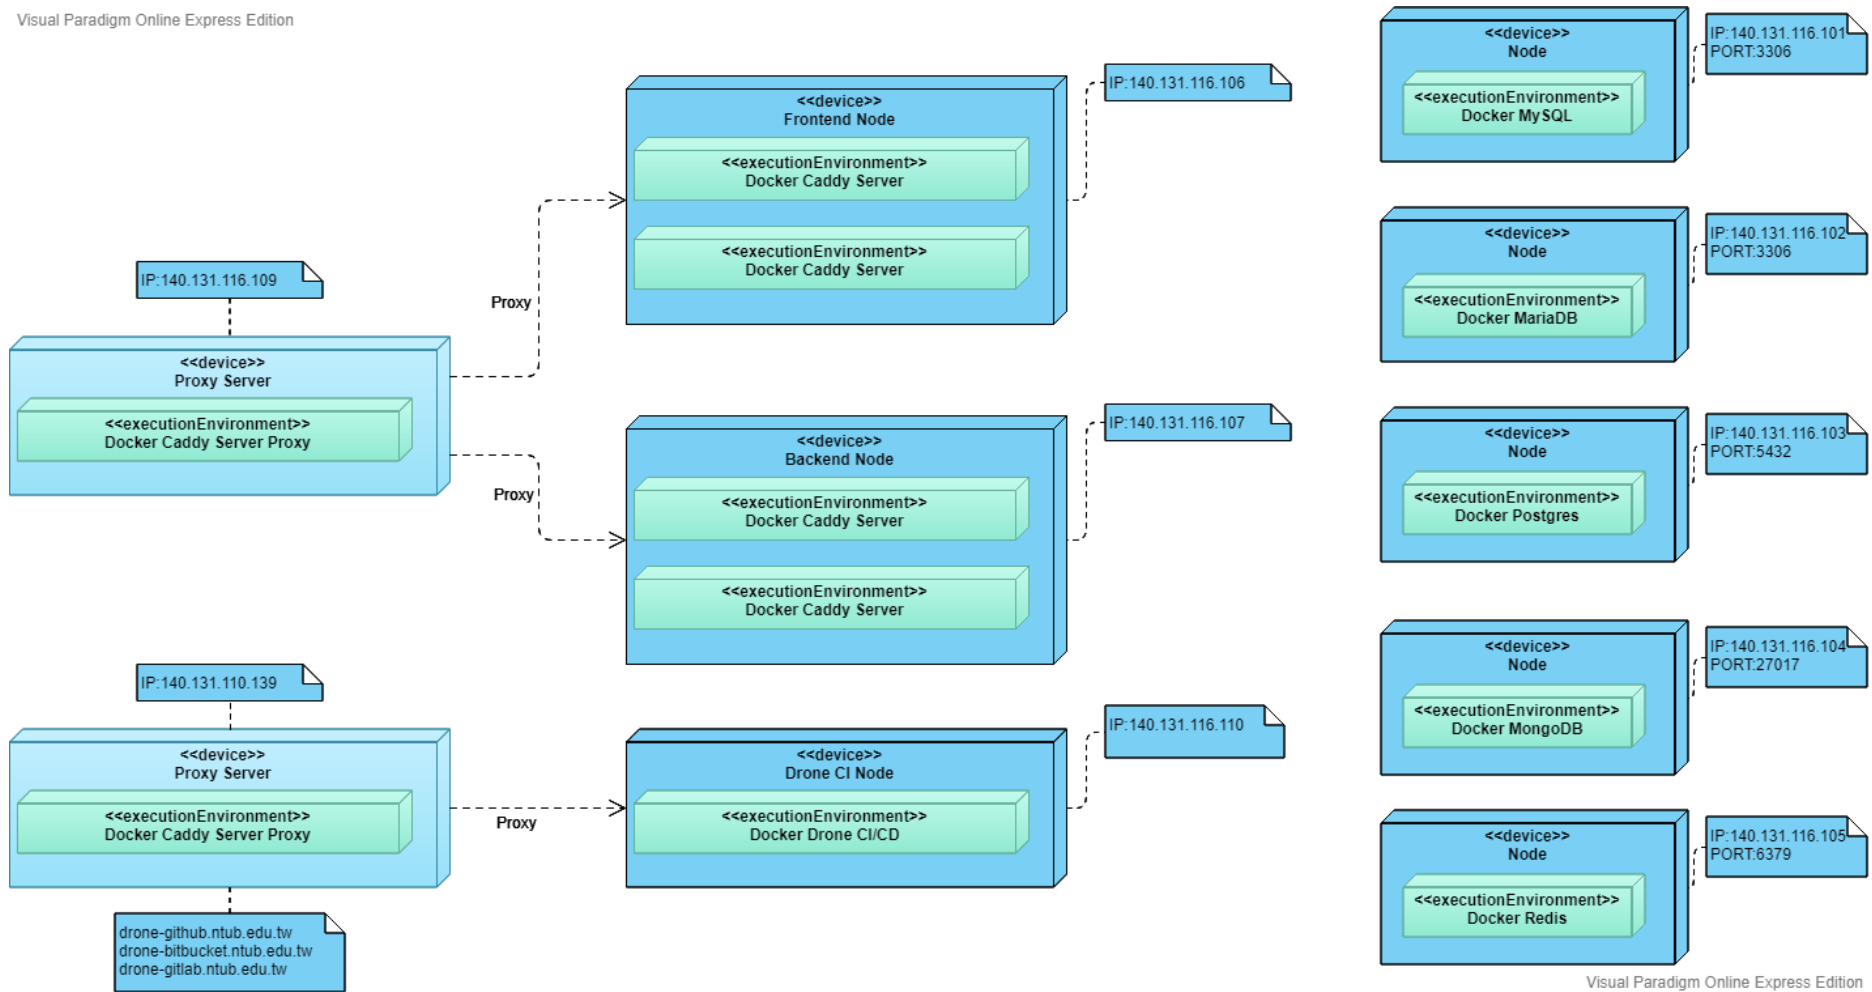 Visual Paradigm Online Express Edition
IP:140.131.116.109
<<device>>
Proxy Server
<<executionEnvironment>>
Docker Caddy Server Proxy
Proxy
Proxy
<<device>>
Frontend Node
<<executionEnvironment>>
Docker Caddy Server
<<executionEnvironment>>
Docker Caddy Server
IP:140.131.116.106
<<device>>
Backend Node
<<executionEnvironment>>
Docker Caddy Server
<<executionEnvironment>>
Docker Caddy Server
IP:140.131.116.107
IP:140.131.110.139
<<device>>
Proxy Server
<<executionEnvironment>>
Docker Caddy Server Proxy
drone-github.ntub.edu.tw
drone-bitbucket.ntub.edu.tw
drone-gitlab.ntub.edu.tw
Proxy
<<device>>
Drone CI Node
<<executionEnvironment>>
Docker Drone CI/CD
IP:140.131.116.110
<<device>>
Node
<<executionEnvironment>>
Docker MySQL
IP:140.131.116.101
PORT:3306
<<device>>
Node
<<executionEnvironment>>
Docker MariaDB
IP:140.131.116.102
PORT:3306
<<device>>
Node
<<executionEnvironment>>
Docker Postgres
IP:140.131.116.103
PORT:5432
<<device>>
Node
<<executionEnvironment>>
Docker MongoDB
IP:140.131.116.104
PORT:27017
<<device>>
Node
<<executionEnvironment>>
Docker Redis
IP:140.131.116.105
PORT:6379
Visual Paradigm Online Express Edition